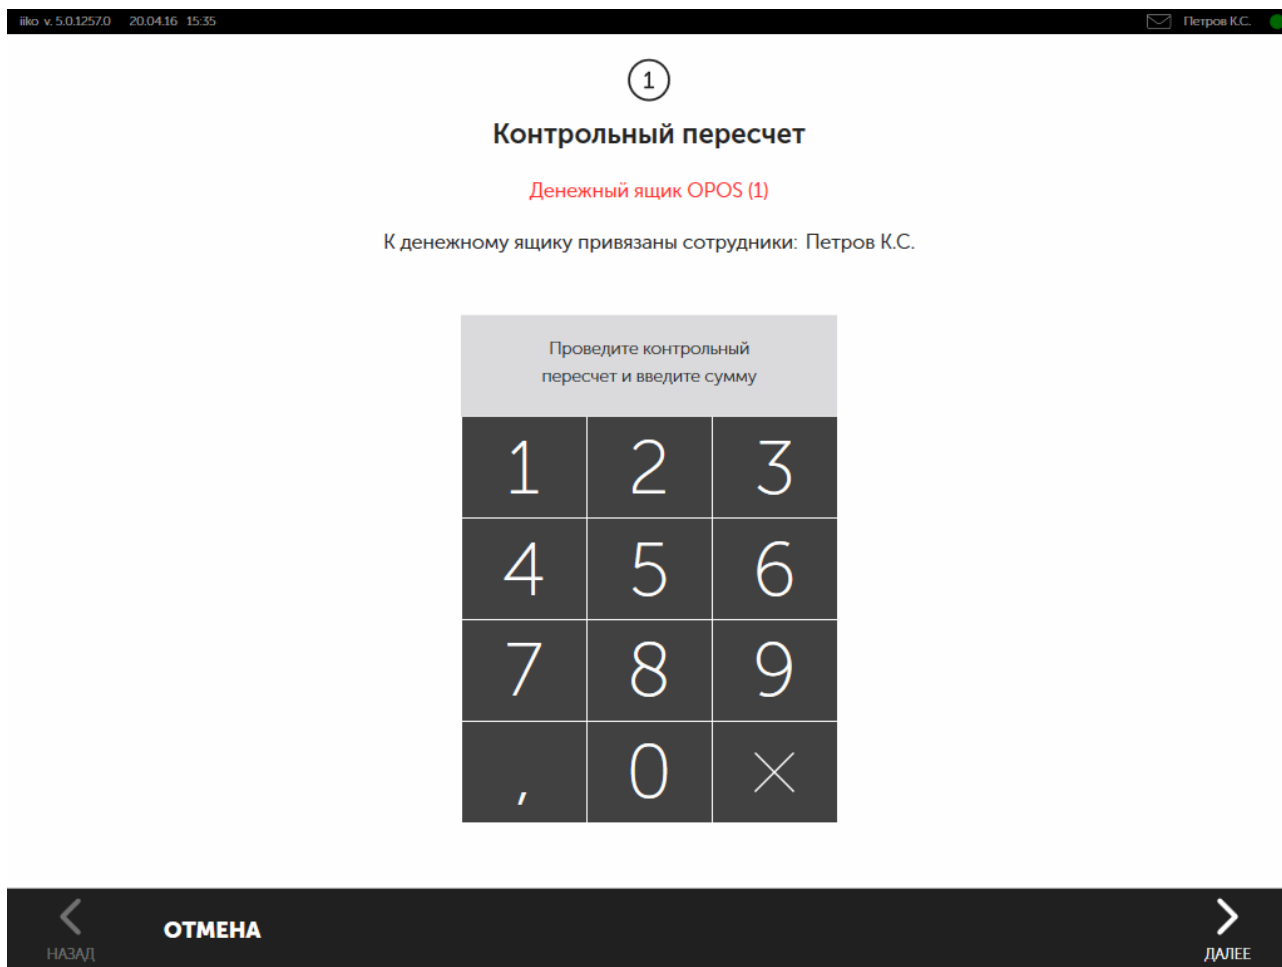 iiko v. 5.0.1257.0 20.04.16 15:35 Петров К.С.
1
Контрольный пересчет
Денежный ящик OPOS (1)
К денежному ящику привязаны сотрудники: Петров К.С.
Проведите контрольный
пересчет и введите сумму
1 2 3
4 5 6
7 8 9
, 0 ×
НАЗАД ОТМЕНА ДАЛЕЕ